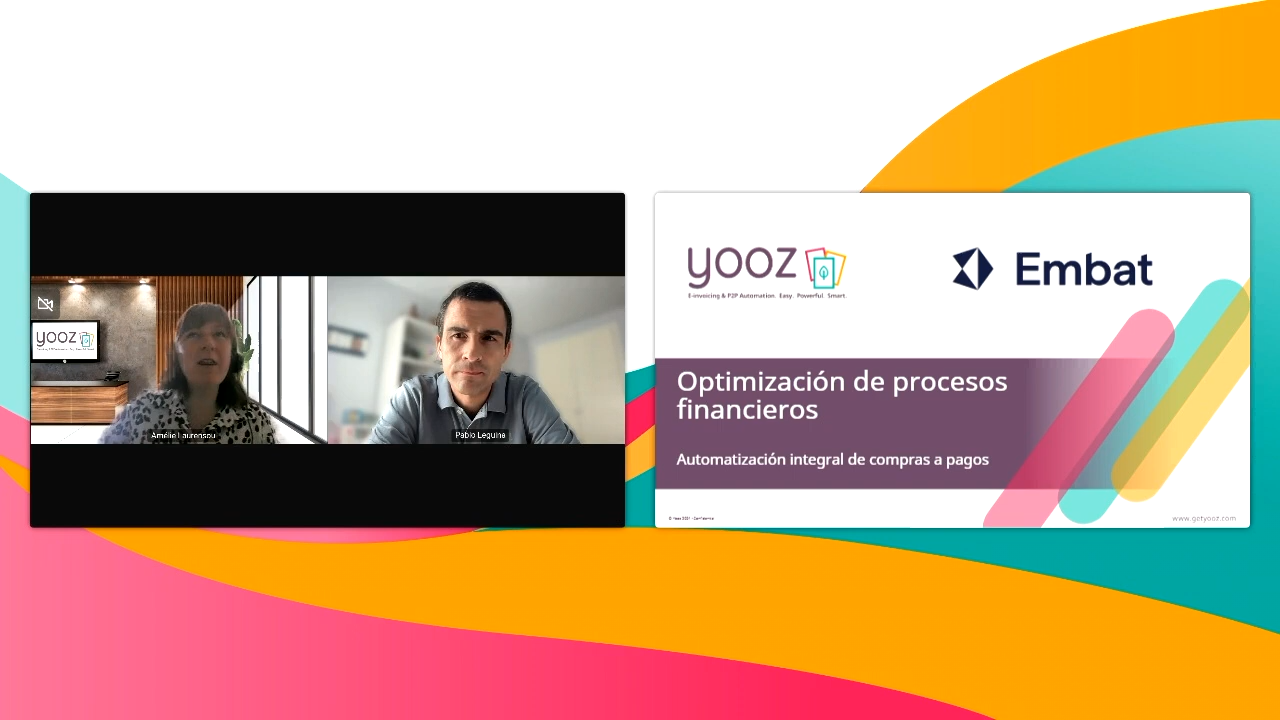 yooz
Amélie Laurensou
Pablo Leguina
yooz
E-invoicing & P2P Automation. Easy. Powerful. Smart.
Embat
Optimización de procesos
financieros
Automatización integral de compras a pagos
www.getyooz.com